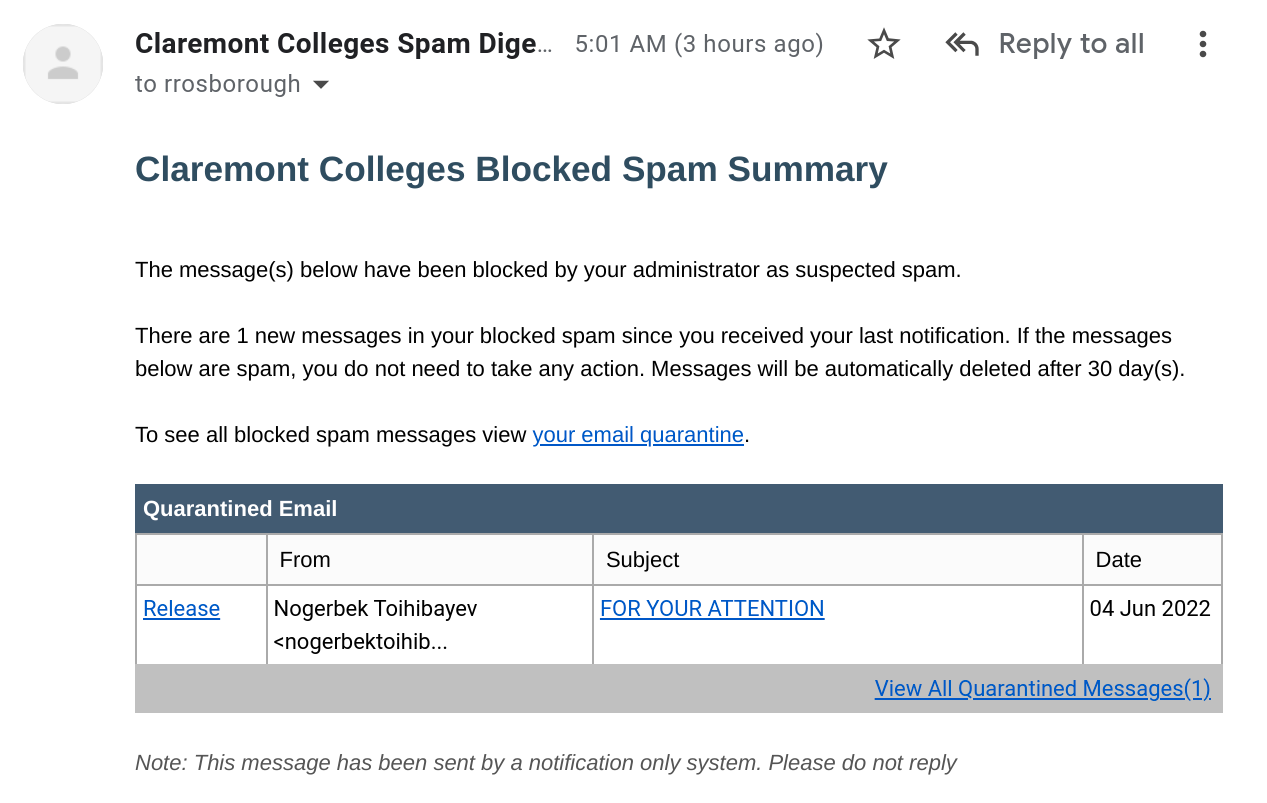 Claremont Colleges Spam Dige... 5:01 AM (3 hours ago) Reply to all
to rrosborough
Claremont Colleges Blocked Spam Summary
The message(s) below have been blocked by your administrator as suspected spam.
There are 1 new messages in your blocked spam since you received your last notification. If the messages
below are spam, you do not need to take any action. Messages will be automatically deleted after 30 day(s).
To see all blocked spam messages view your email quarantine.
Quarantined Email
From Subject Date
Release Nogerbek Toihibayev FOR YOUR ATTENTION 04 Jun 2022
<nogerbektoihib...
View All Quarantined Messages(1)
Note: This message has been sent by a notification only system. Please do not reply